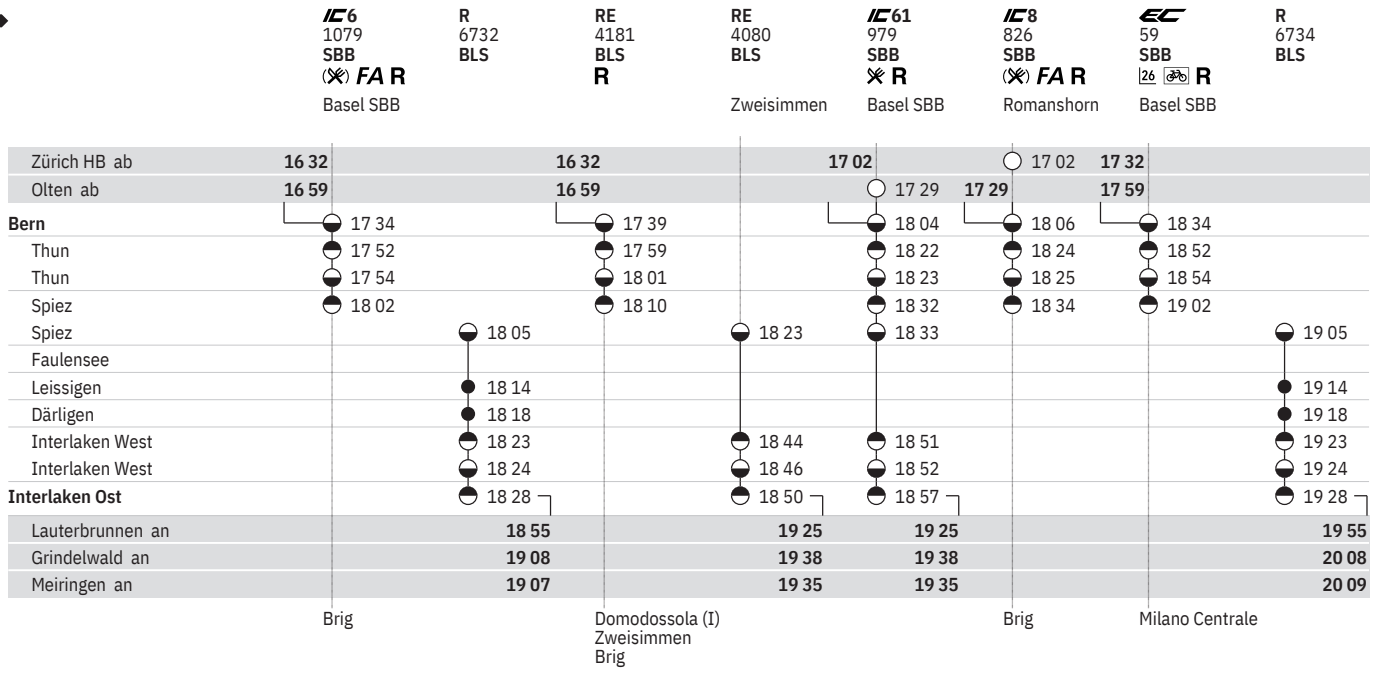 IC 6 R RE RE IC 61 IC 8 EC R
1079 6732 4181 4080 979 826 59 6734
SBB BLS BLS BLS SBB SBB SBB BLS
FA R R R FA R 26 R
Basel SBB Zweisimmen Basel SBB Romanshorn Basel SBB
Zürich HB ab 16 32 16 32 17 02 17 02 17 32
Olten ab 16 59 16 59 17 29 17 29 17 59
Bern 17 34 17 39 18 04 18 06 18 34
Thun 17 52 17 59 18 22 18 24 18 52
Thun 17 54 18 01 18 23 18 25 18 54
Spiez 18 02 18 10 18 32 18 34 19 02
Spiez 18 05 18 23 18 33 19 05
Faulensee
Leissigen 18 14 19 14
Därligen 18 18 19 18
Interlaken West 18 23 18 44 18 51 19 23
Interlaken West 18 24 18 46 18 52 19 24
Interlaken Ost 18 28 18 50 18 57 19 28
Lauterbrunnen an 18 55 19 25 19 25 19 55
Grindelwald an 19 08 19 38 19 38 20 08
Meiringen an 19 07 19 35 19 35 20 09
Brig Domodossola (I) Brig Milano Centrale
Zweisimmen
Brig